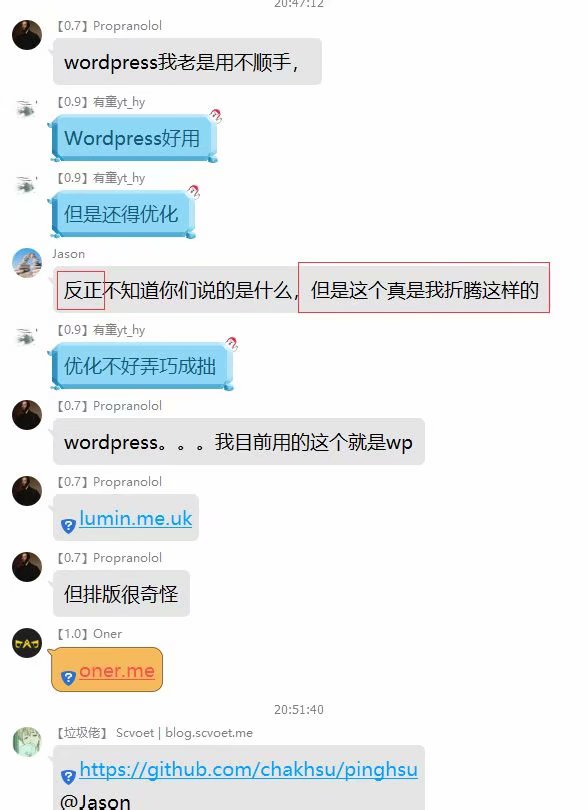 20:47:12
【0.7】Propranolol
wordpress我老是用不顺手，
【0.9】有童yt_hy
Wordpress好用
【0.9】有童yt_hy
但是还得优化
Jason
反正不知道你们说的是什么，但是这个真是我折腾这样的
【0.9】有童yt_hy
优化不好弄巧成拙
【0.7】Propranolol
wordpress。。。我目前用的这个就是wp
【0.7】Propranolol
lumin.me.uk
【0.7】Propranolol
但排版很奇怪
【1.0】Oner
oner.me
20:51:40
【垃圾佬】 Scvoet | blog.scvoet.me
https://github.com/chakhsu/pinghsu
@Jason